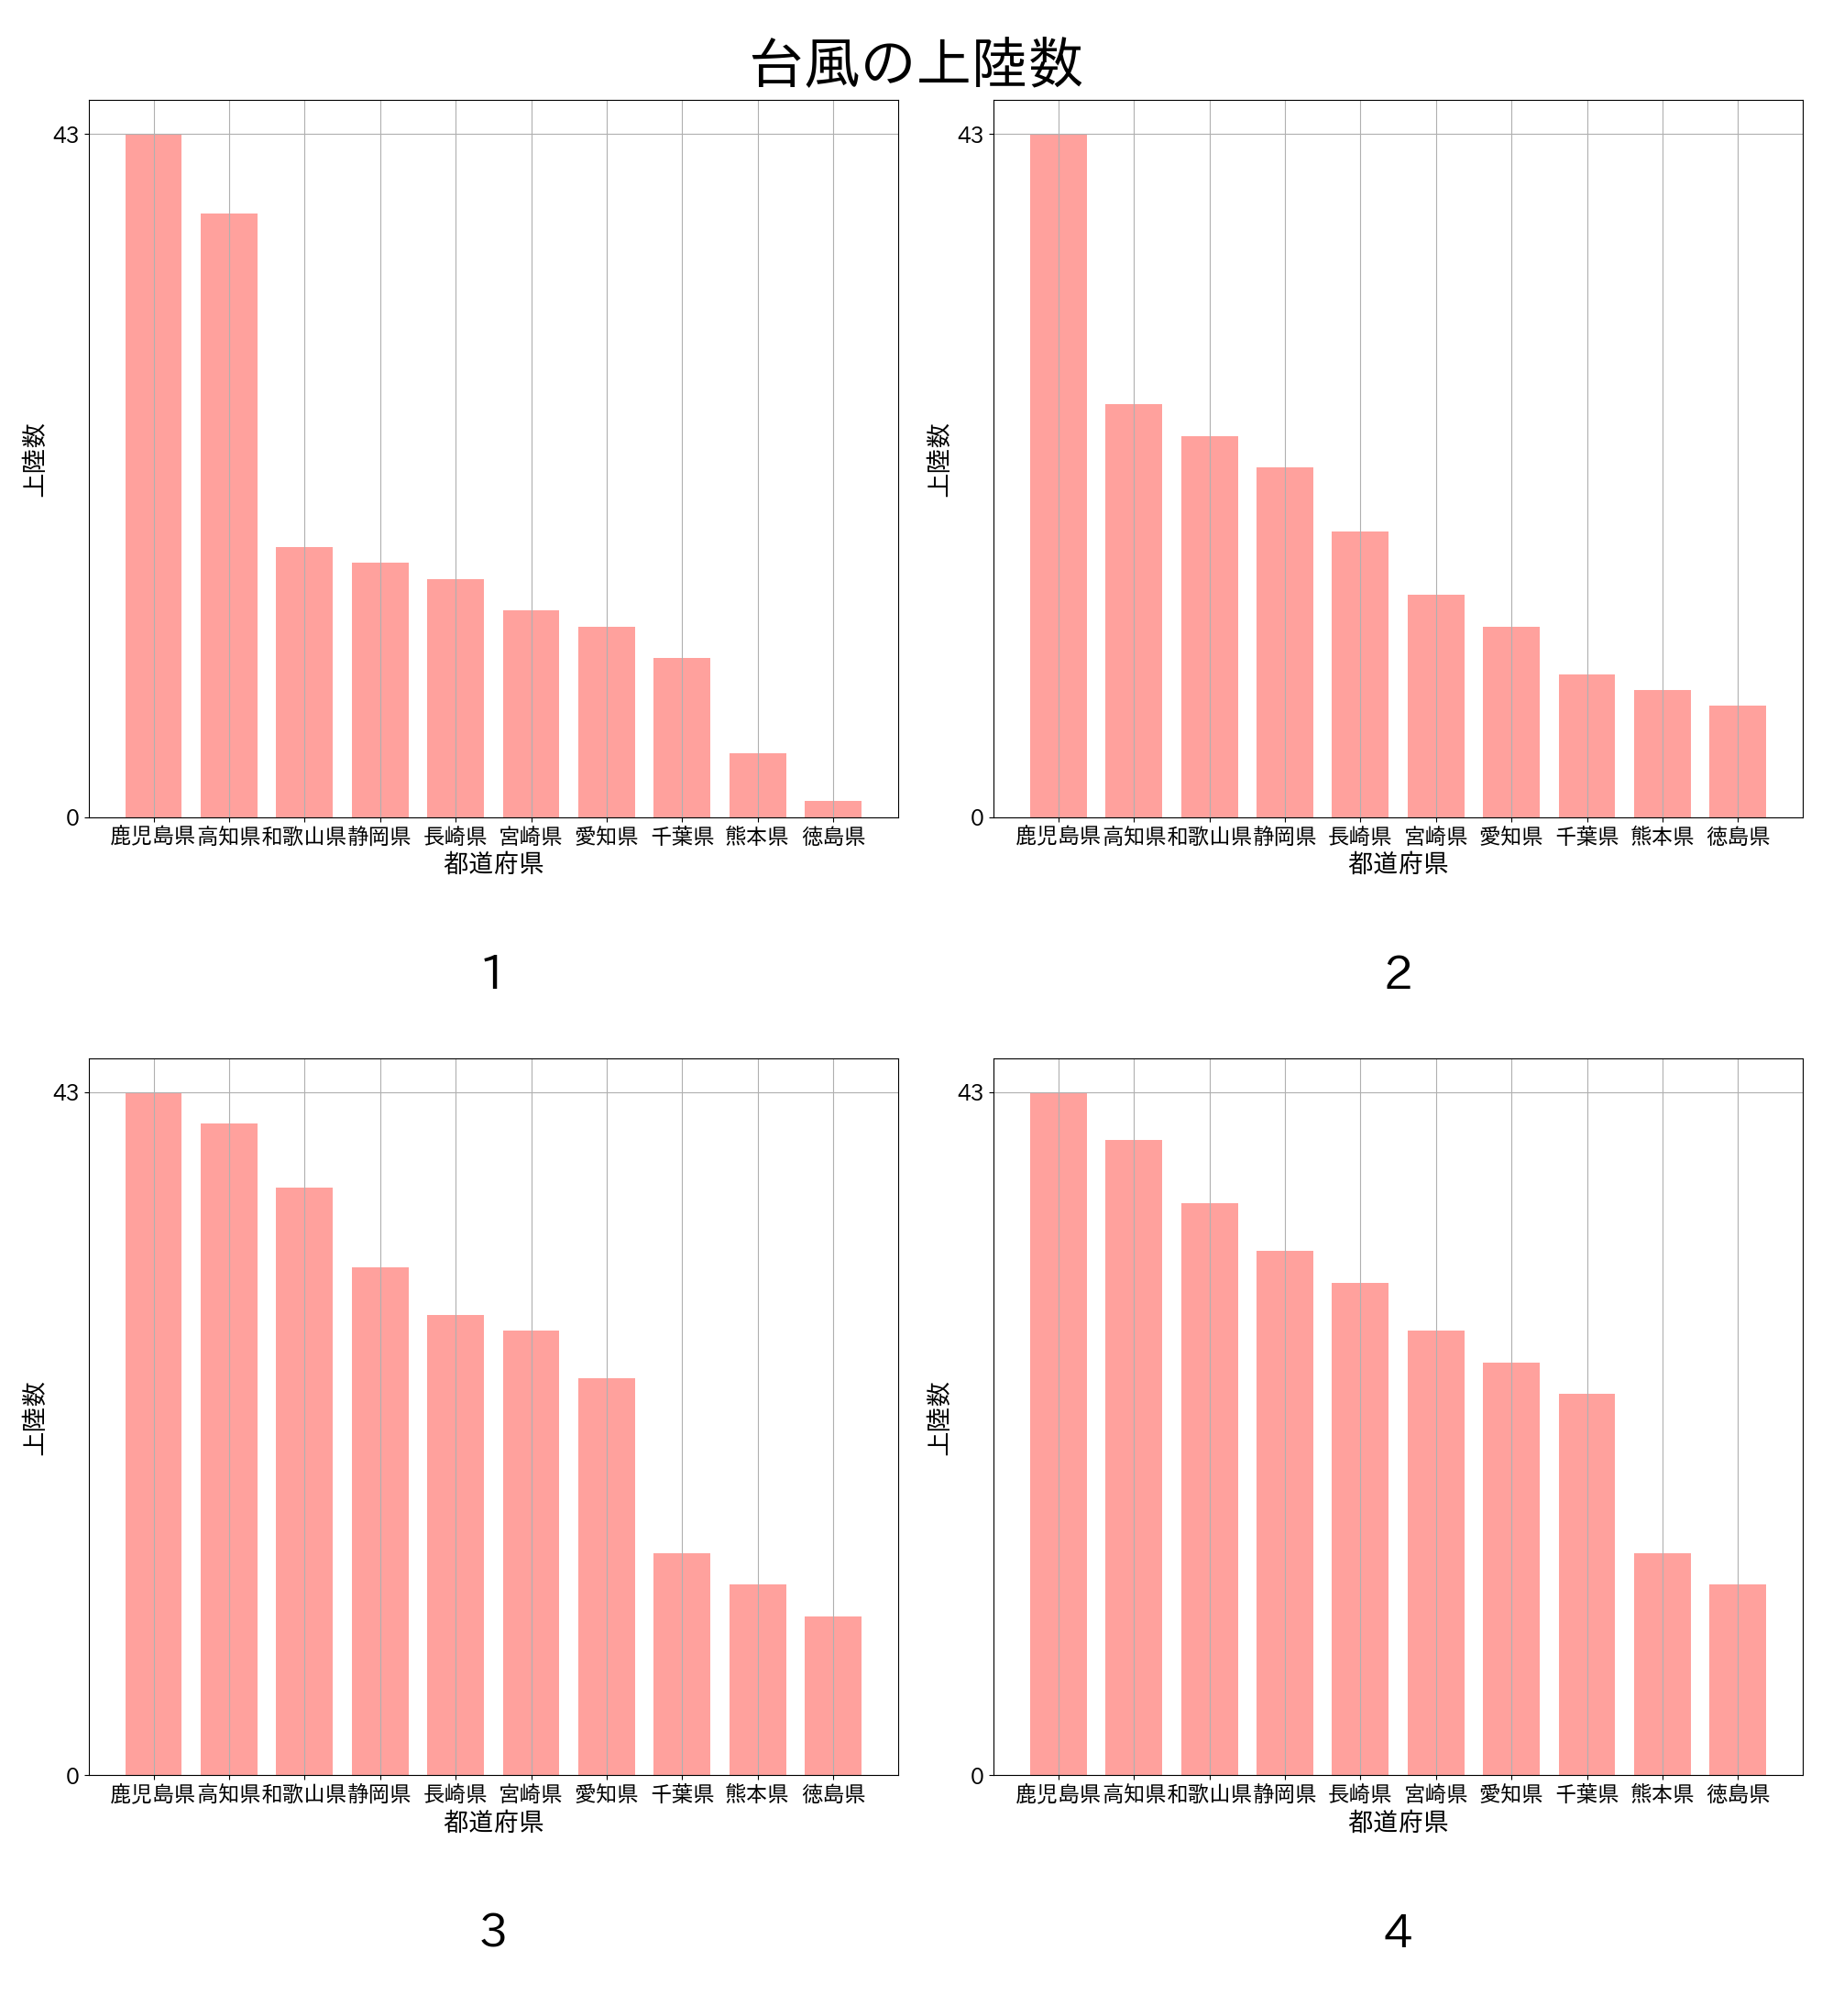 台風の上陸数
43
0
上陸数
鹿児島県 高知県 和歌山県 静岡県 長崎県 宮崎県 愛知県 千葉県 熊本県 徳島県
都道府県
1
43
0
上陸数
鹿児島県 高知県 和歌山県 静岡県 長崎県 宮崎県 愛知県 千葉県 熊本県 徳島県
都道府県
2
43
0
上陸数
鹿児島県 高知県 和歌山県 静岡県 長崎県 宮崎県 愛知県 千葉県 熊本県 徳島県
都道府県
3
43
0
上陸数
鹿児島県 高知県 和歌山県 静岡県 長崎県 宮崎県 愛知県 千葉県 熊本県 徳島県
都道府県
4